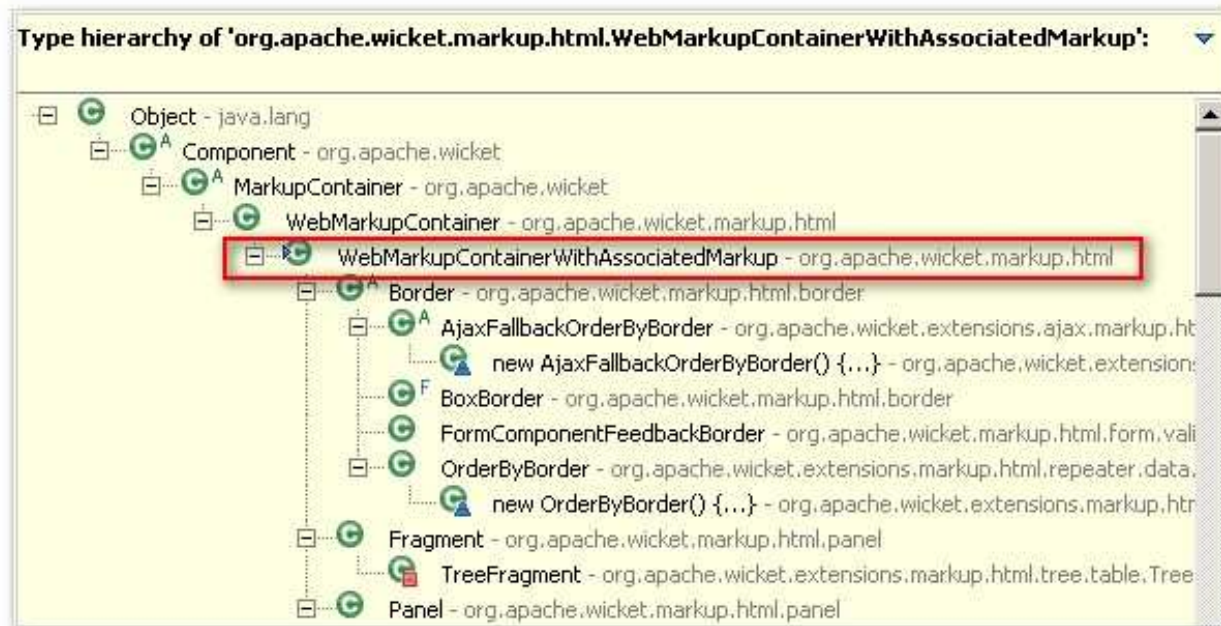 Type hierarchy of 'org.apache.wicket.markup.html.WebMarkupContainerWithAssociatedMarkup':
Object - java.lang
A Component - org.apache.wicket
A MarkupContainer - org.apache.wicket
WebMarkupContainer - org.apache.wicket.markup.html
WebMarkupContainerWithAssociatedMarkup - org.apache.wicket.markup.html
A Border - org.apache.wicket.markup.html.border
A AjaxFallbackOrderByBorder - org.apache.wicket.extensions.ajax.markup.ht
new AjaxFallbackOrderByBorder() {...} - org.apache.wicket.extensions
F BoxBorder - org.apache.wicket.markup.html.border
FormComponentFeedbackBorder - org.apache.wicket.markup.html.form.vali
OrderByBorder - org.apache.wicket.extensions.markup.html.repeater.data.
new OrderByBorder() {...} - org.apache.wicket.extensions.markup.htr
Fragment - org.apache.wicket.markup.html.panel
TreeFragment - org.apache.wicket.extensions.markup.html.tree.table.Tree
Panel - org.apache.wicket.markup.html.panel